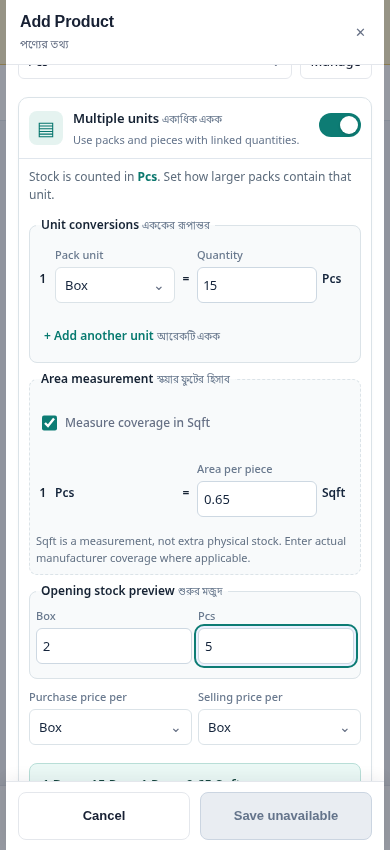 Add Product
পণ্যের তথ্য
×
Multiple units একাধিক একক
Use packs and pieces with linked quantities.
Stock is counted in Pcs. Set how larger packs contain that
unit.
Unit conversions এককের রূপান্তর
Pack unit
Quantity
1 Box = 15 Pcs
+ Add another unit আরেকটি একক
Area measurement স্কয়ার ফুটের হিসাব
Measure coverage in Sqft
Area per piece
1 Pcs = 0.65 Sqft
Sqft is a measurement, not extra physical stock. Enter actual
manufacturer coverage where applicable.
Opening stock preview শুরুর মজুদ
Box
Pcs
2
5
Purchase price per
Selling price per
Box
Box
Cancel
Save unavailable